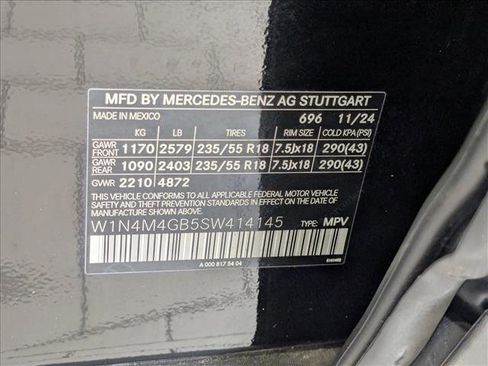 MFD BY MERCEDES-BENZ AG STUTTGART
MADE IN MEXICO 696 11/24
KG LB TIRES RIM SIZE COLD KPA(PSI)
GAWR FRONT 1170 2579 235/55 R18 7.5Jx18 290(43)
GAWR REAR 1090 2403 235/55 R18 7.5Jx18 290(43)
GVWR 2210 4872
THIS VEHICLE CONFORMS TO ALL APPLICABLE FEDERAL MOTOR VEHICLE
SAFETY STANDARDS IN EFFECT ON THE DATE OF MANUFACTURE
SHOWN ABOVE.
W1N4M4GB5SW414145 TYPE: MPV
A 000 817 54 04